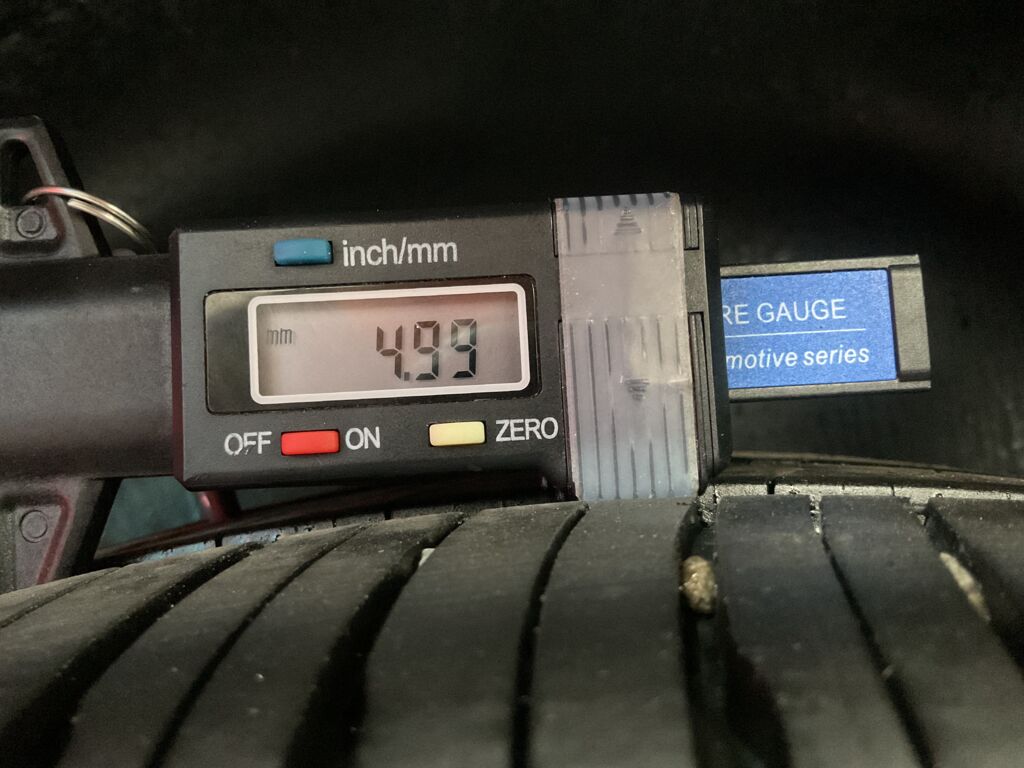 inch/mm
mm
4.99
OFF ON ZERO
RE GAUGE
motive series